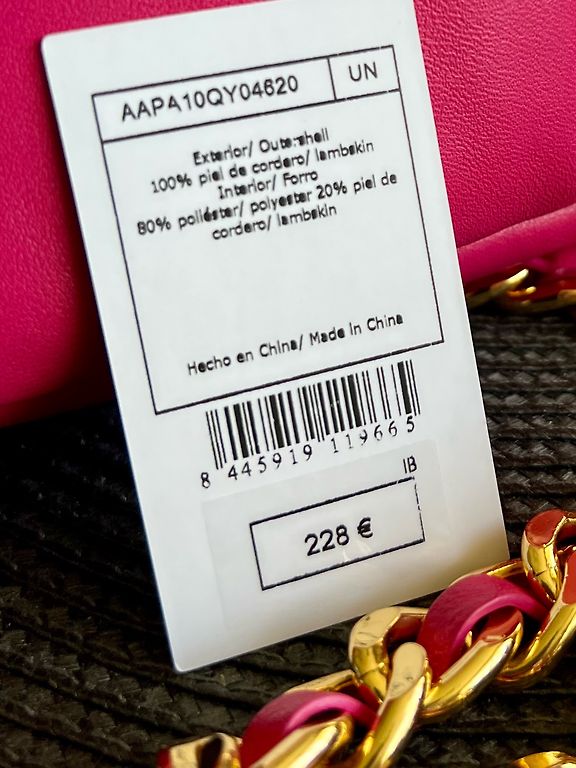 AAPA10QY04620 UN
Exterior/ Outershell
100% piel de cordero/ lambskin
Interior/ Forro
80% poliéster/ polyester 20% piel de
cordero/ lambskin
Hecho en China/ Made in China
8 445919 119665
IB
228 €